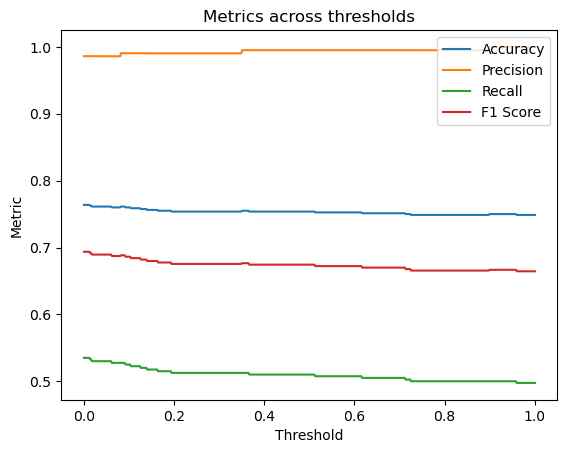 Metrics across thresholds
1.0
0.9
0.8
0.7
0.6
0.5
Metric
0.0
0.2
0.4
0.6
0.8
1.0
Threshold
Accuracy
Precision
Recall
F1 Score